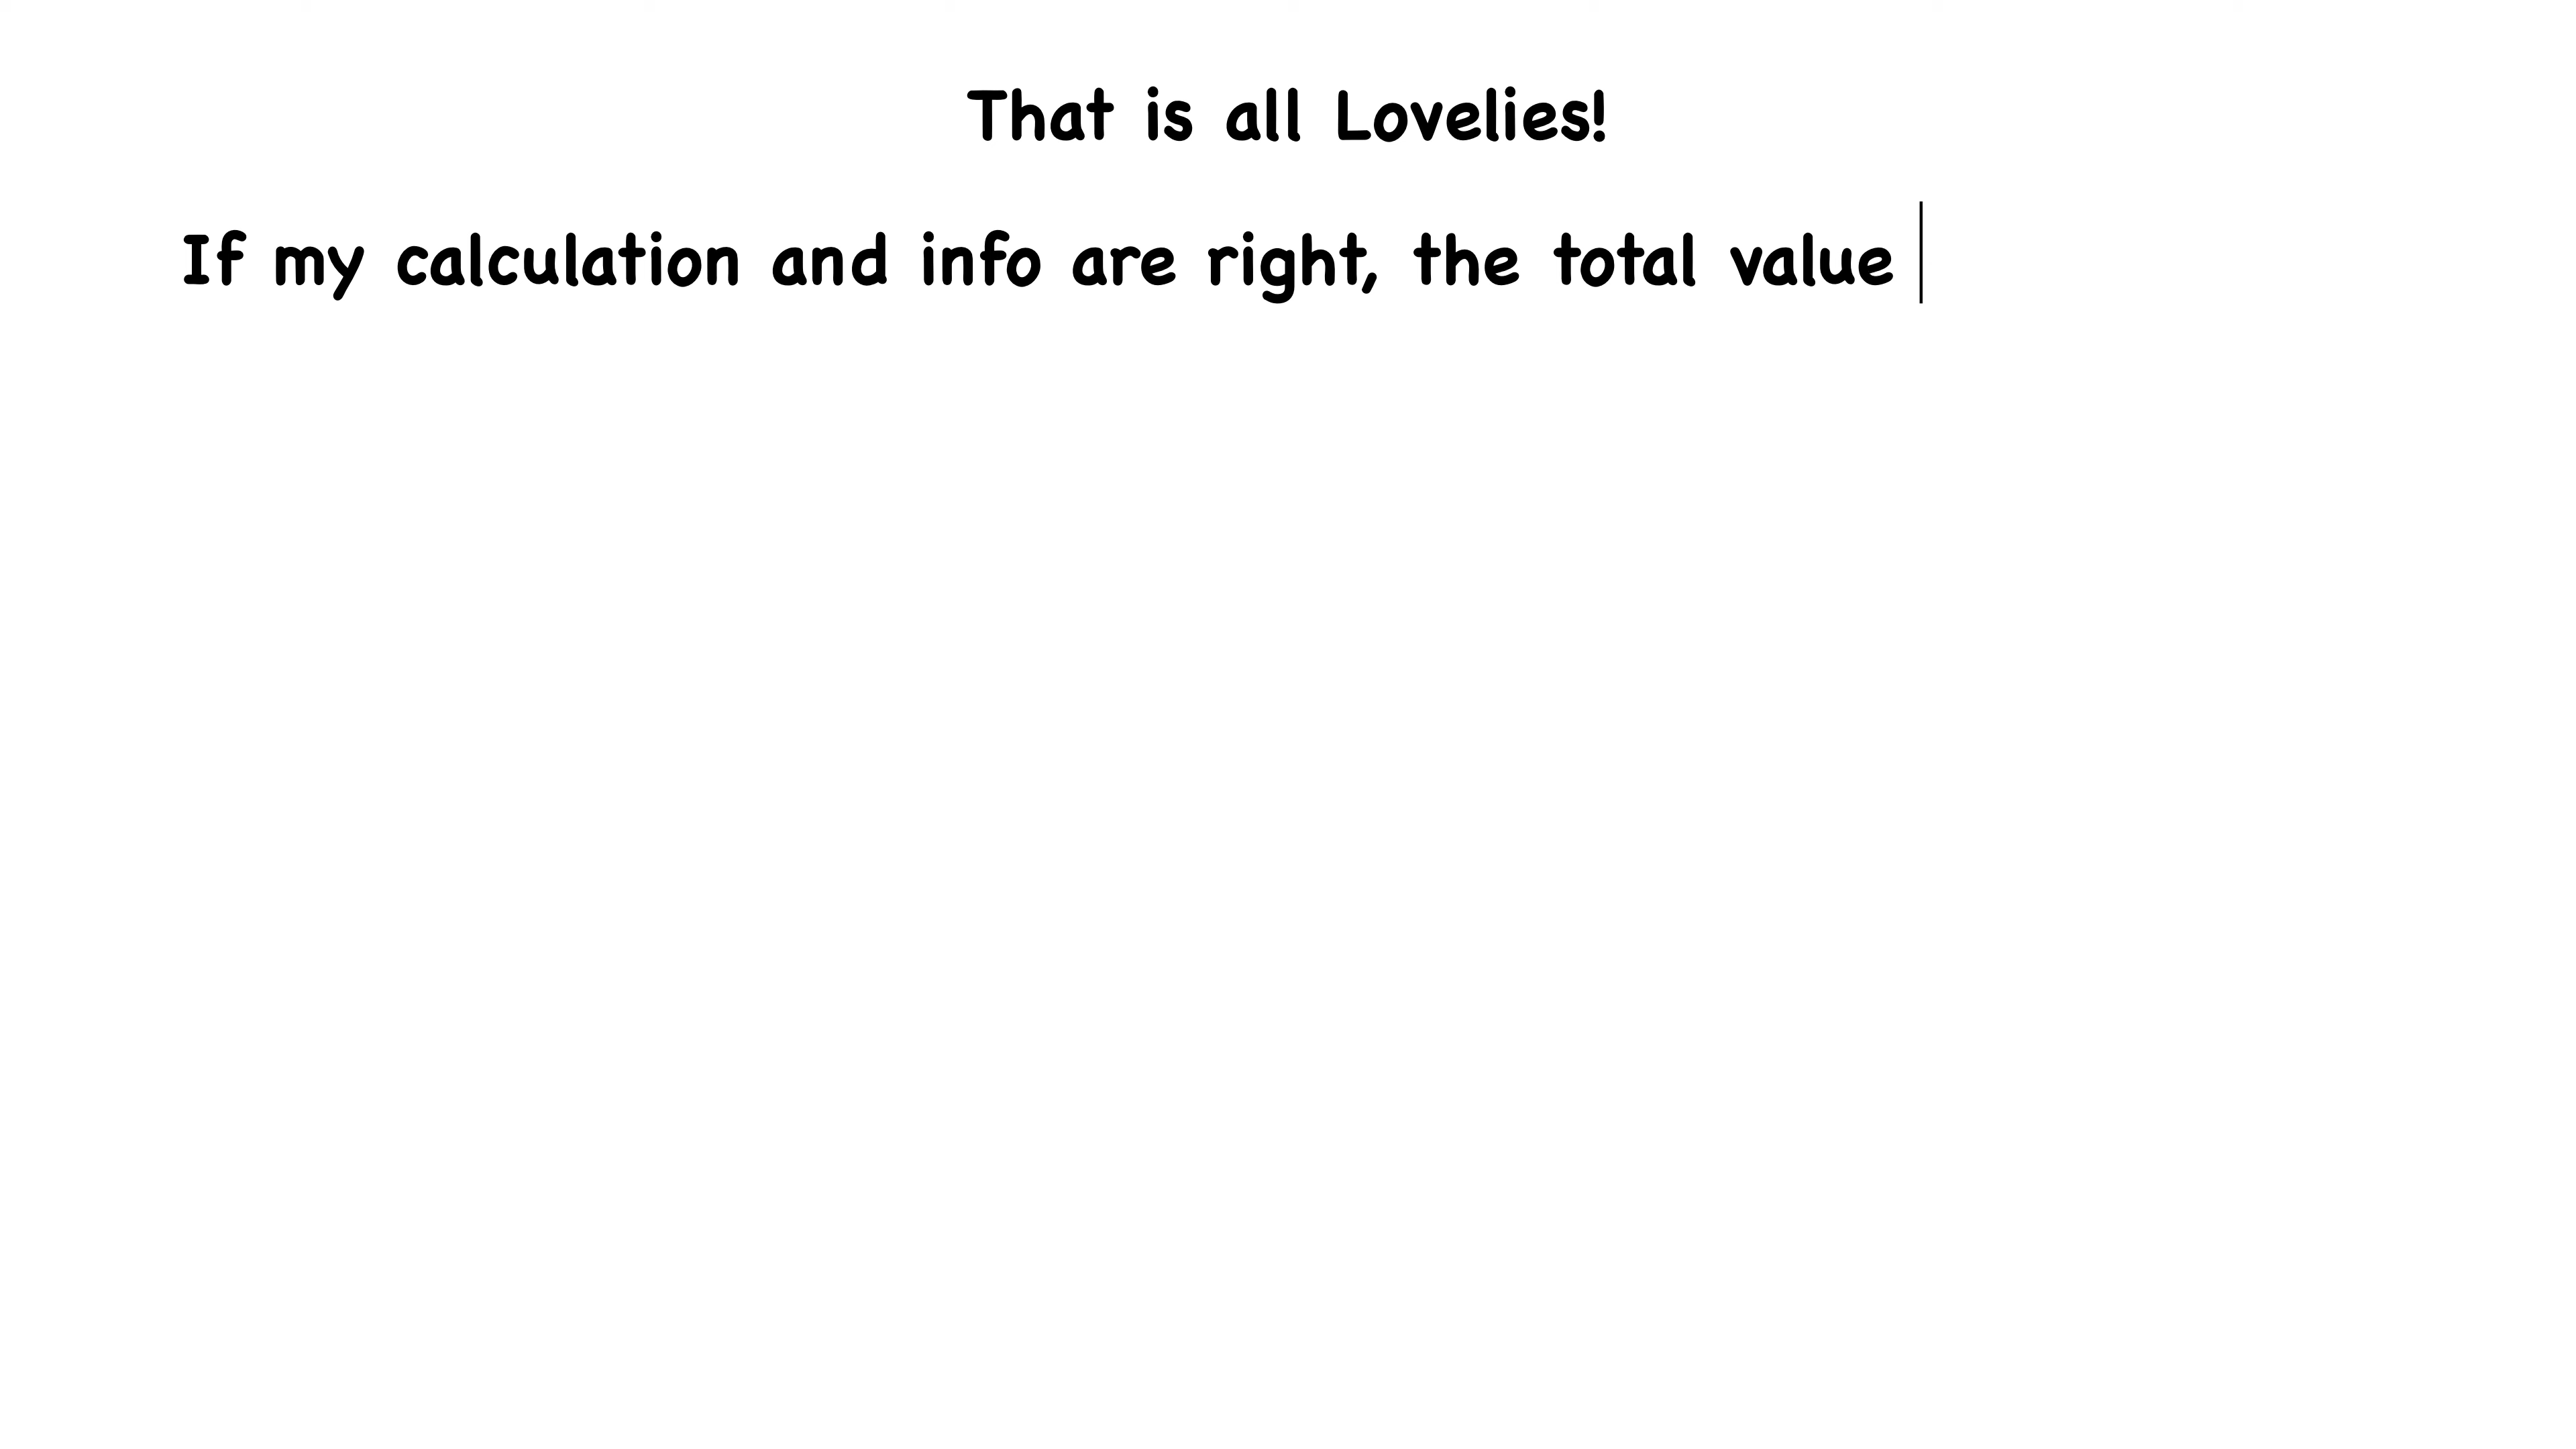 That is all Lovelies!
If my calculation and info are right, the total value